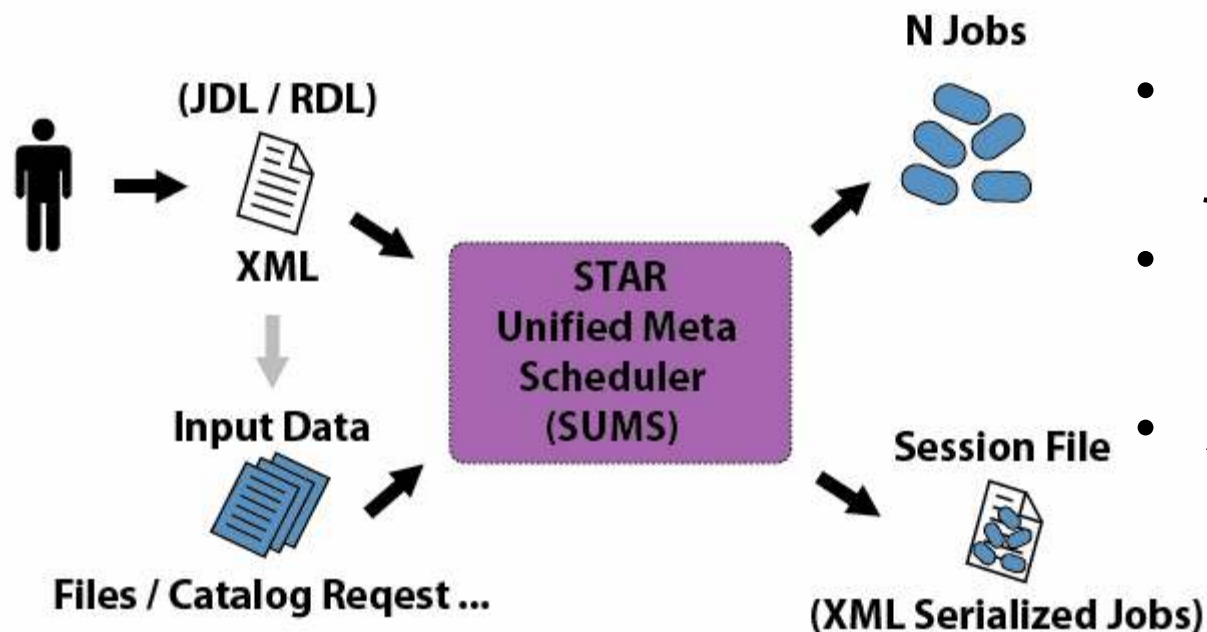 N Jobs
(JDL / RDL)
XML
STAR
Unified Meta
Scheduler
(SUMS)
Input Data
Files / Catalog Reqest ...
Session File
(XML Serialized Jobs)